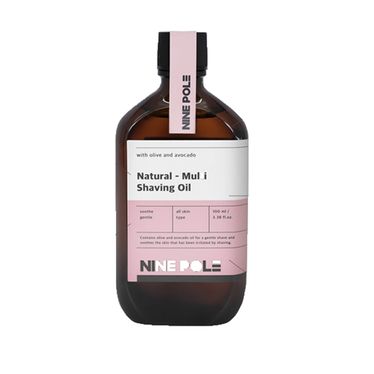 NINE POLE
with olive and avocado
Natural - Mul i
Shaving Oil
soothe
gentle
all skin
type
100 ml /
3.38 fl.oz
Contains olive and avocado oil for a gentle shave and
soothes the skin that has been irritated by shaving.
NINE POLE